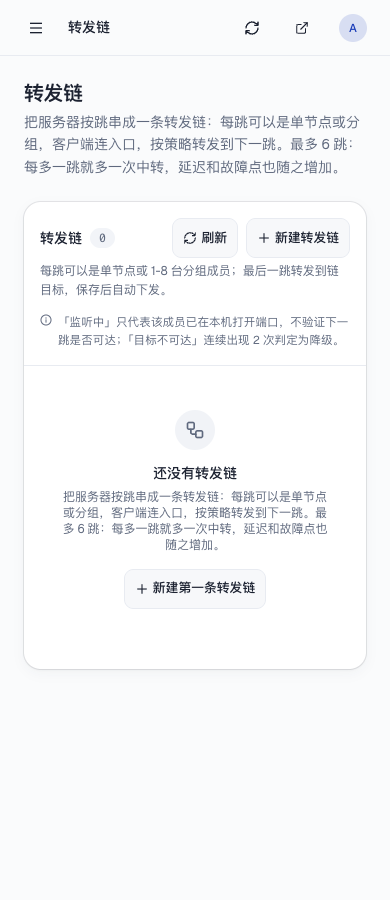 转发链
A
转发链
把服务器按跳串成一条转发链：每跳可以是单节点或分
组，客户端连入口，按策略转发到下一跳。最多 6 跳：
每多一跳就多一次中转，延迟和故障点也随之增加。
转发链 0 刷新 新建转发链
每跳可以是单节点或 1-8 台分组成员；最后一跳转发到链
目标，保存后自动下发。
「监听中」只代表该成员已在本机打开端口，不验证下一
跳是否可达；「目标不可达」连续出现 2 次判定为降级。
还没有转发链
把服务器按跳串成一条转发链：每跳可以是单节点
或分组，客户端连入口，按策略转发到下一跳。最
多 6 跳：每多一跳就多一次中转，延迟和故障点也
随之增加。
新建第一条转发链